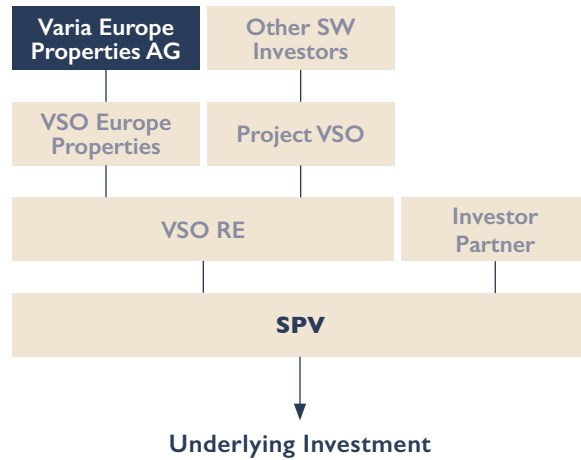 Varia Europe
Properties AG
Other SW
Investors
VSO Europe
Properties
Project VSO
VSO RE
Investor
Partner
SPV
Underlying Investment